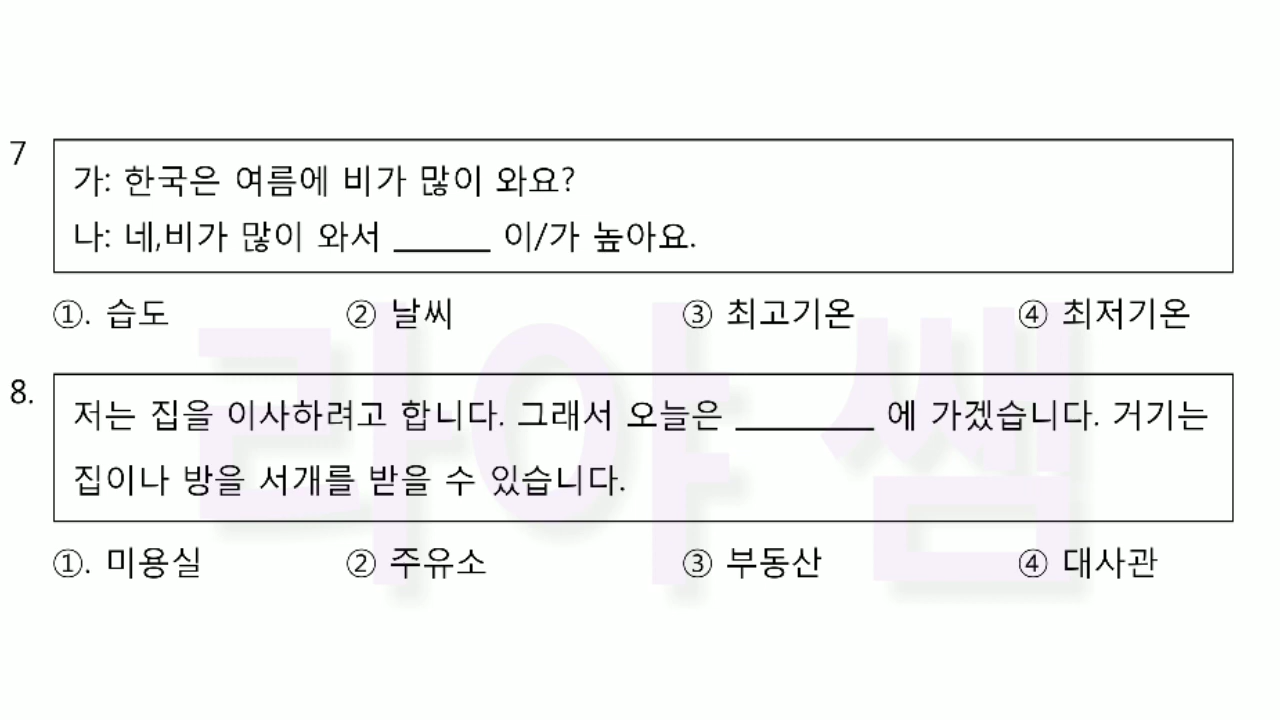 7
가: 한국은 여름에 비가 많이 와요?
나: 네,비가 많이 와서 ______ 이/가 높아요.
①. 습도 ② 날씨 ③ 최고기온 ④ 최저기온
8.
저는 집을 이사하려고 합니다. 그래서 오늘은 ________ 에 가겠습니다. 거기는
집이나 방을 서개를 받을 수 있습니다.
①. 미용실 ② 주유소 ③ 부동산 ④ 대사관
라야 쌤